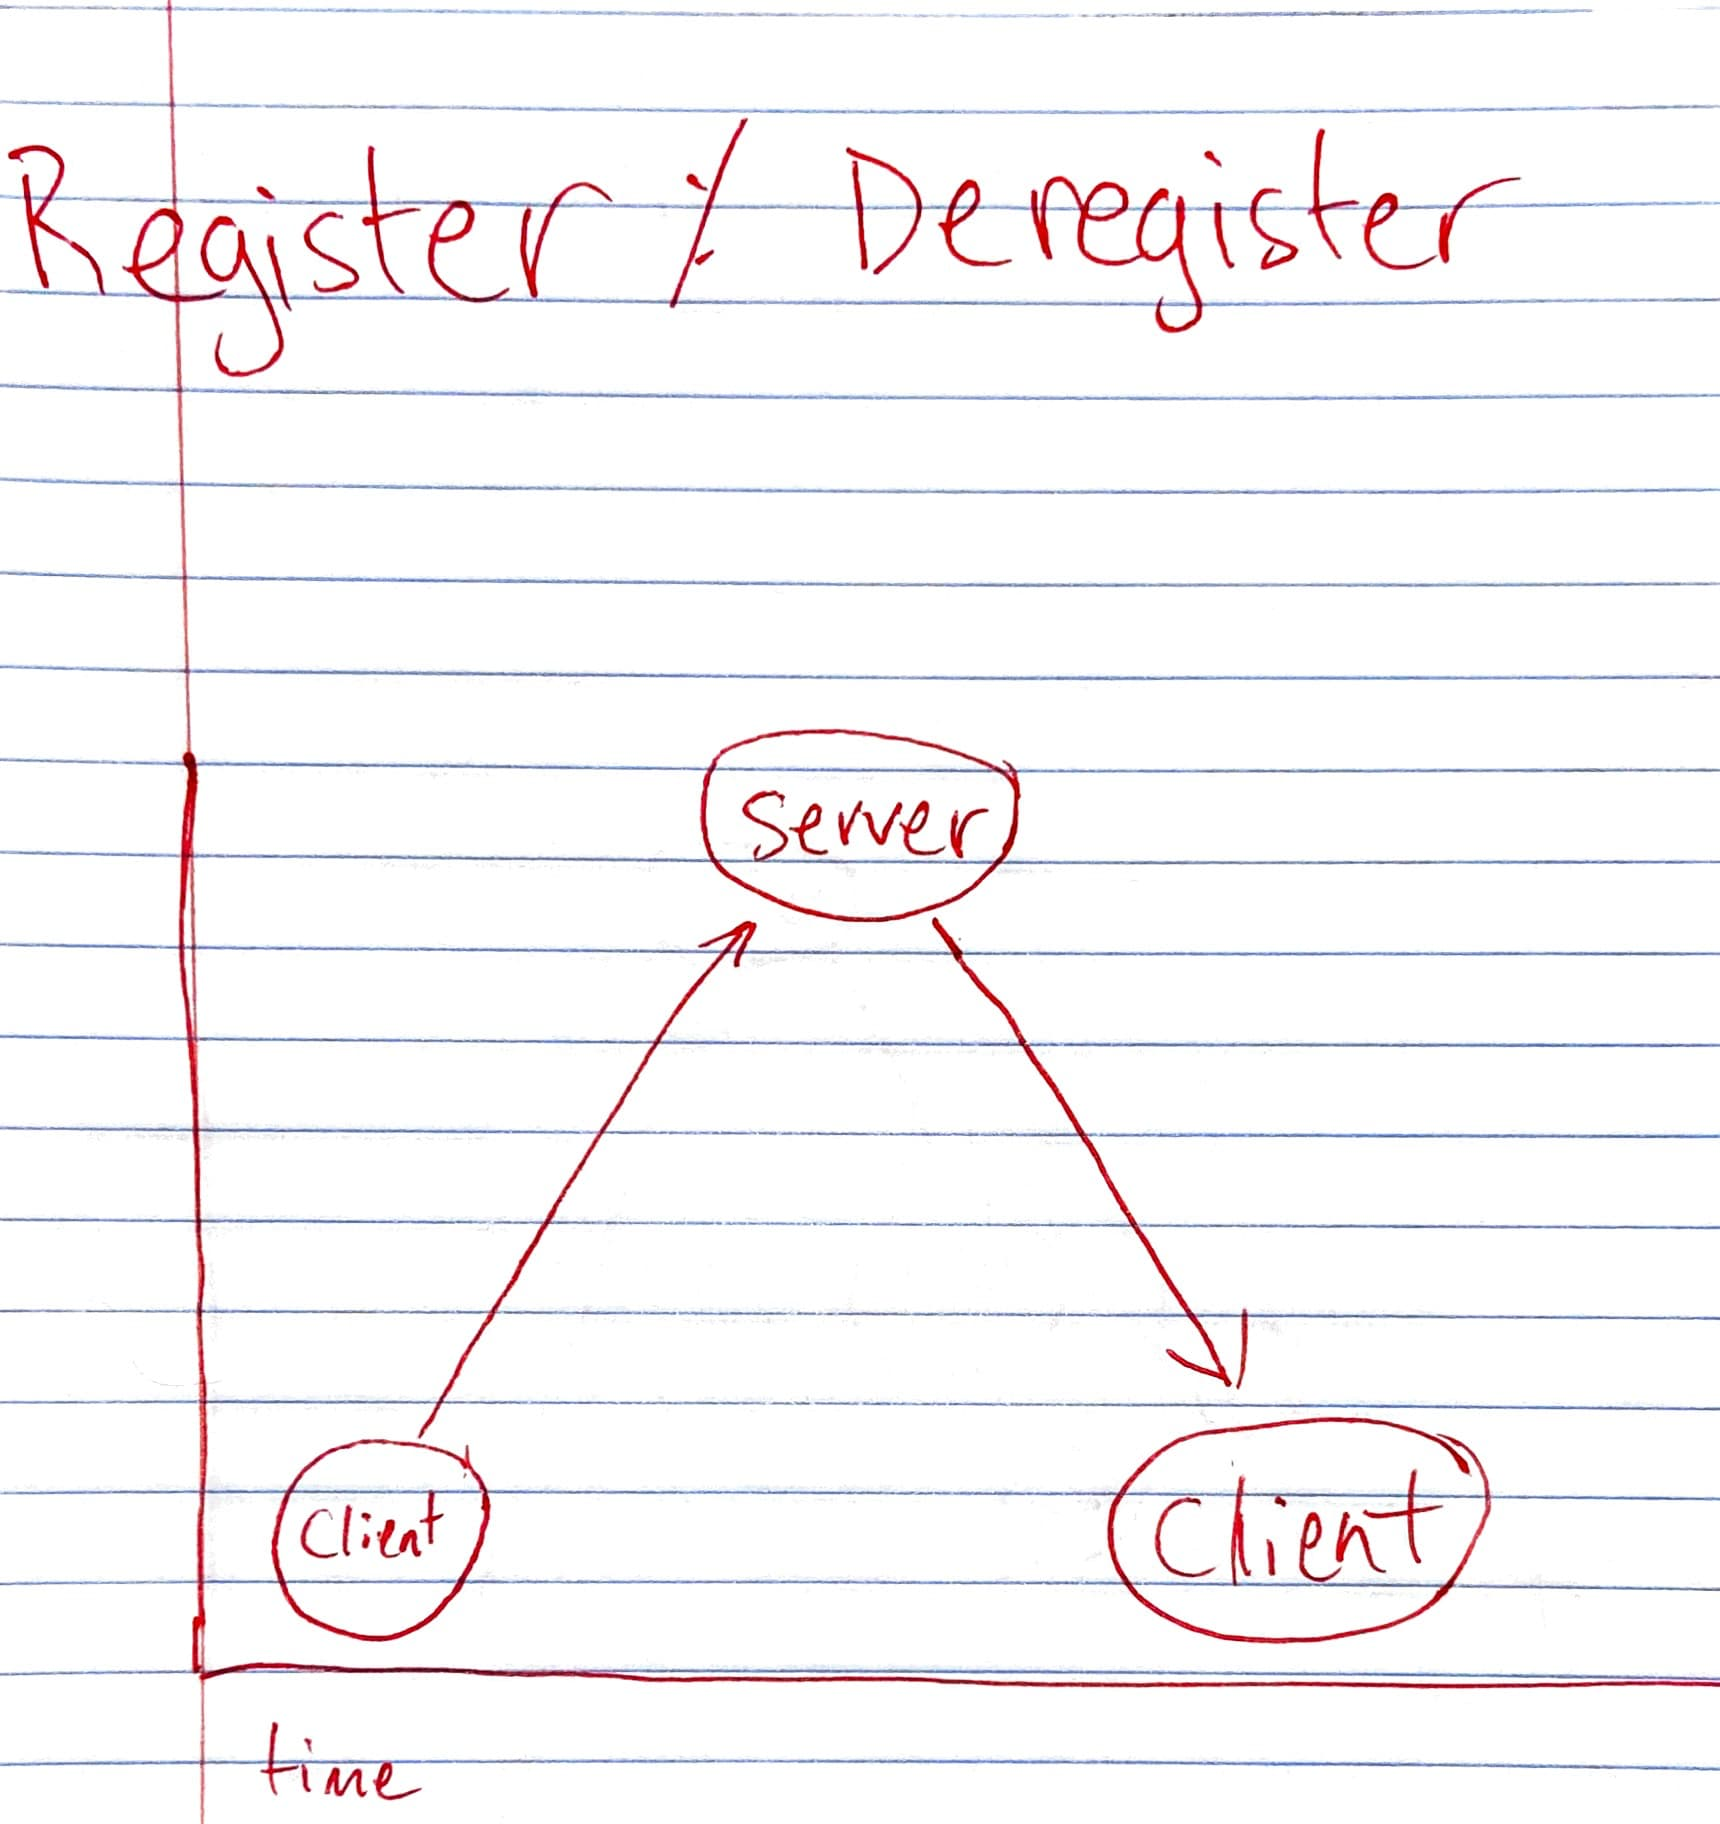 Register / Deregister
Server
Client
Client
time